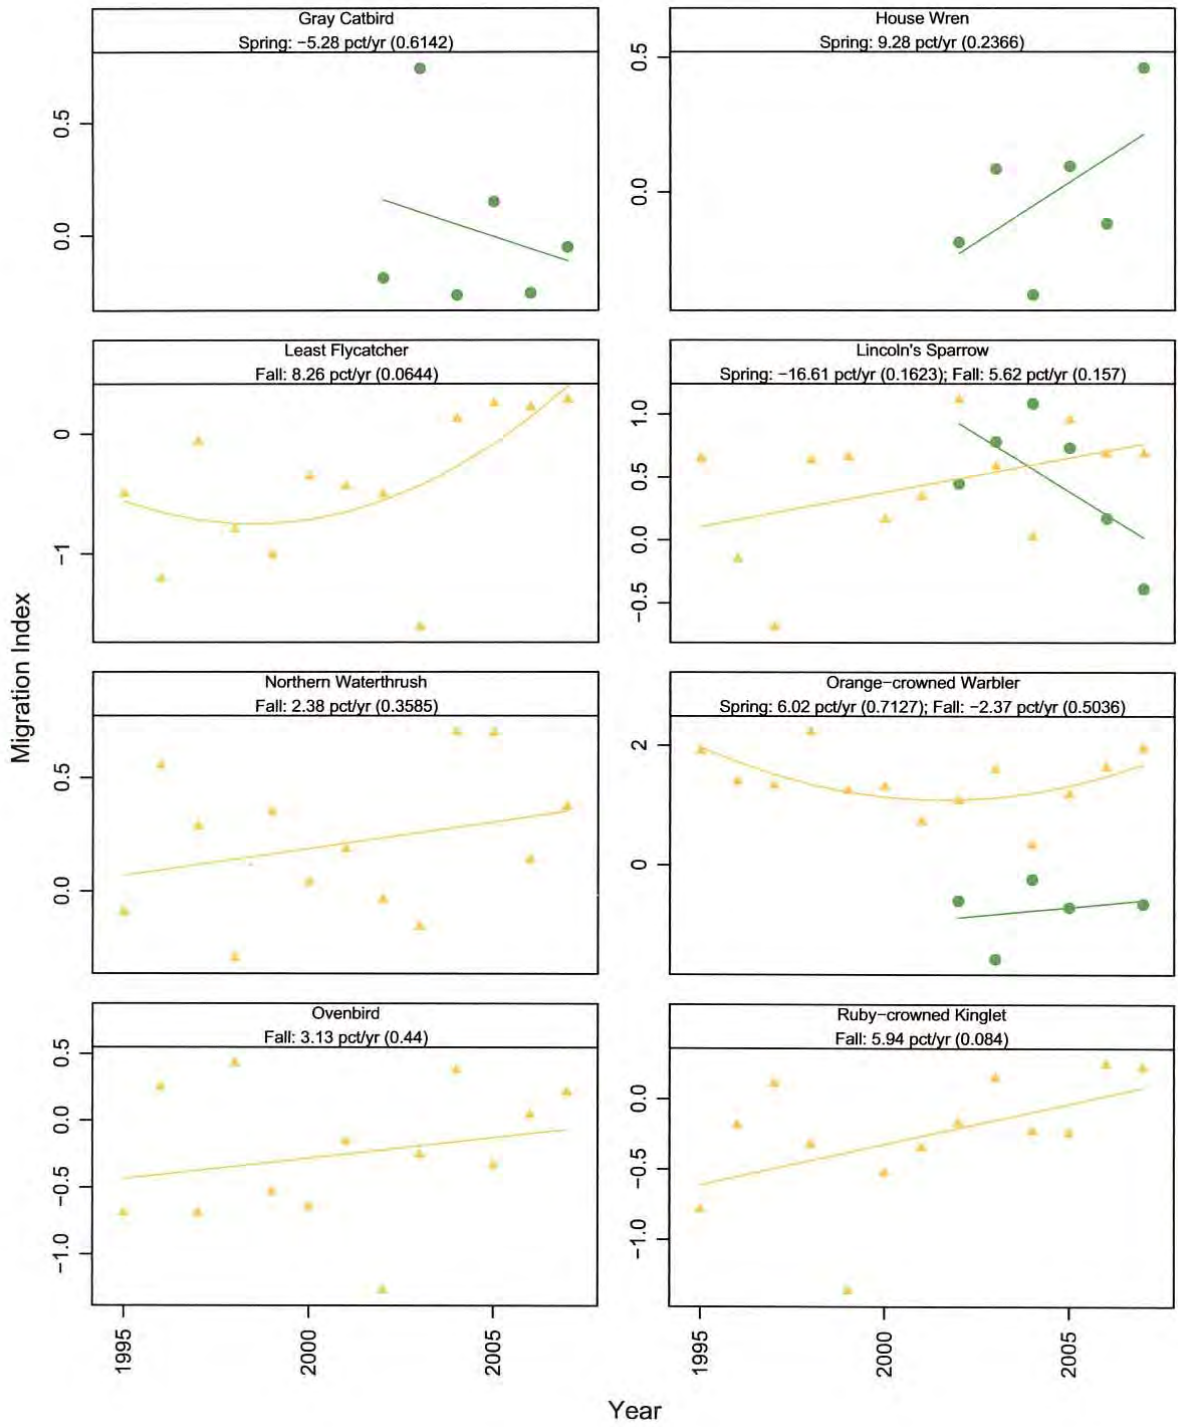 Gray Catbird
Spring: −5.28 pct/yr (0.6142)
House Wren
Spring: 9.28 pct/yr (0.2366)
0.5
0.0
0.5
0.0
Least Flycatcher
Fall: 8.26 pct/yr (0.0644)
Lincoln's Sparrow
Spring: −16.61 pct/yr (0.1623); Fall: 5.62 pct/yr (0.157)
0
−1
1.0
0.5
0.0
−0.5
Migration Index
Northern Waterthrush
Fall: 2.38 pct/yr (0.3585)
Orange−crowned Warbler
Spring: 6.02 pct/yr (0.7127); Fall: −2.37 pct/yr (0.5036)
0.5
0.0
2
0
Ovenbird
Fall: 3.13 pct/yr (0.44)
Ruby−crowned Kinglet
Fall: 5.94 pct/yr (0.084)
0.5
0.0
−0.5
−1.0
0.0
−0.5
−1.0
1995
2000
2005
1995
2000
2005
Year